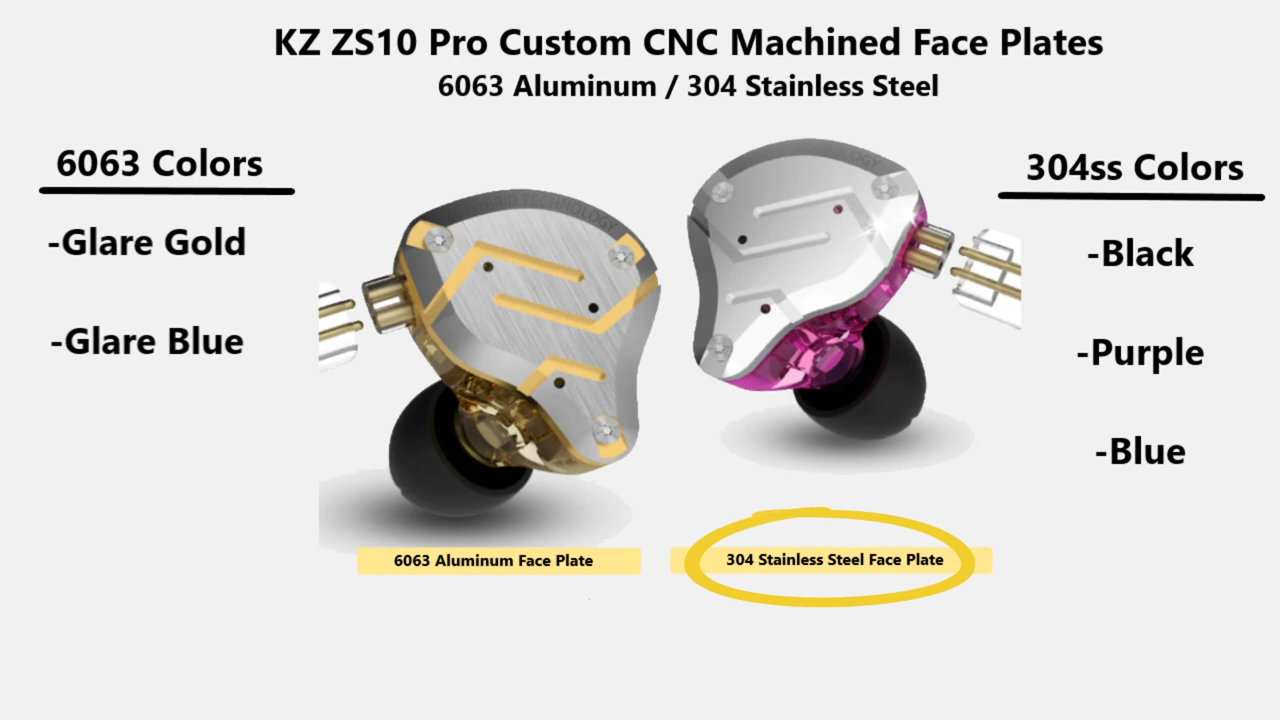 KZ ZS10 Pro Custom CNC Machined Face Plates
6063 Aluminum / 304 Stainless Steel
6063 Colors
-Glare Gold
-Glare Blue
304ss Colors
-Black
-Purple
-Blue
TECHNOLOGY
6063 Aluminum Face Plate
304 Stainless Steel Face Plate